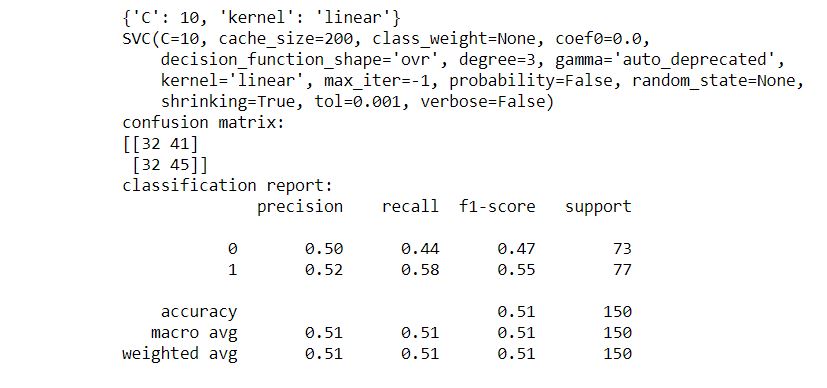 {'C': 10, 'kernel': 'linear'}
SVC(C=10, cache_size=200, class_weight=None, coef0=0.0,
    decision_function_shape='ovr', degree=3, gamma='auto_deprecated',
    kernel='linear', max_iter=-1, probability=False, random_state=None,
    shrinking=True, tol=0.001, verbose=False)
confusion matrix:
[[32 41]
 [32 45]]
classification report:
              precision    recall  f1-score   support

           0       0.50      0.44      0.47        73
           1       0.52      0.58      0.55        77

    accuracy                           0.51       150
   macro avg       0.51      0.51      0.51       150
weighted avg       0.51      0.51      0.51       150